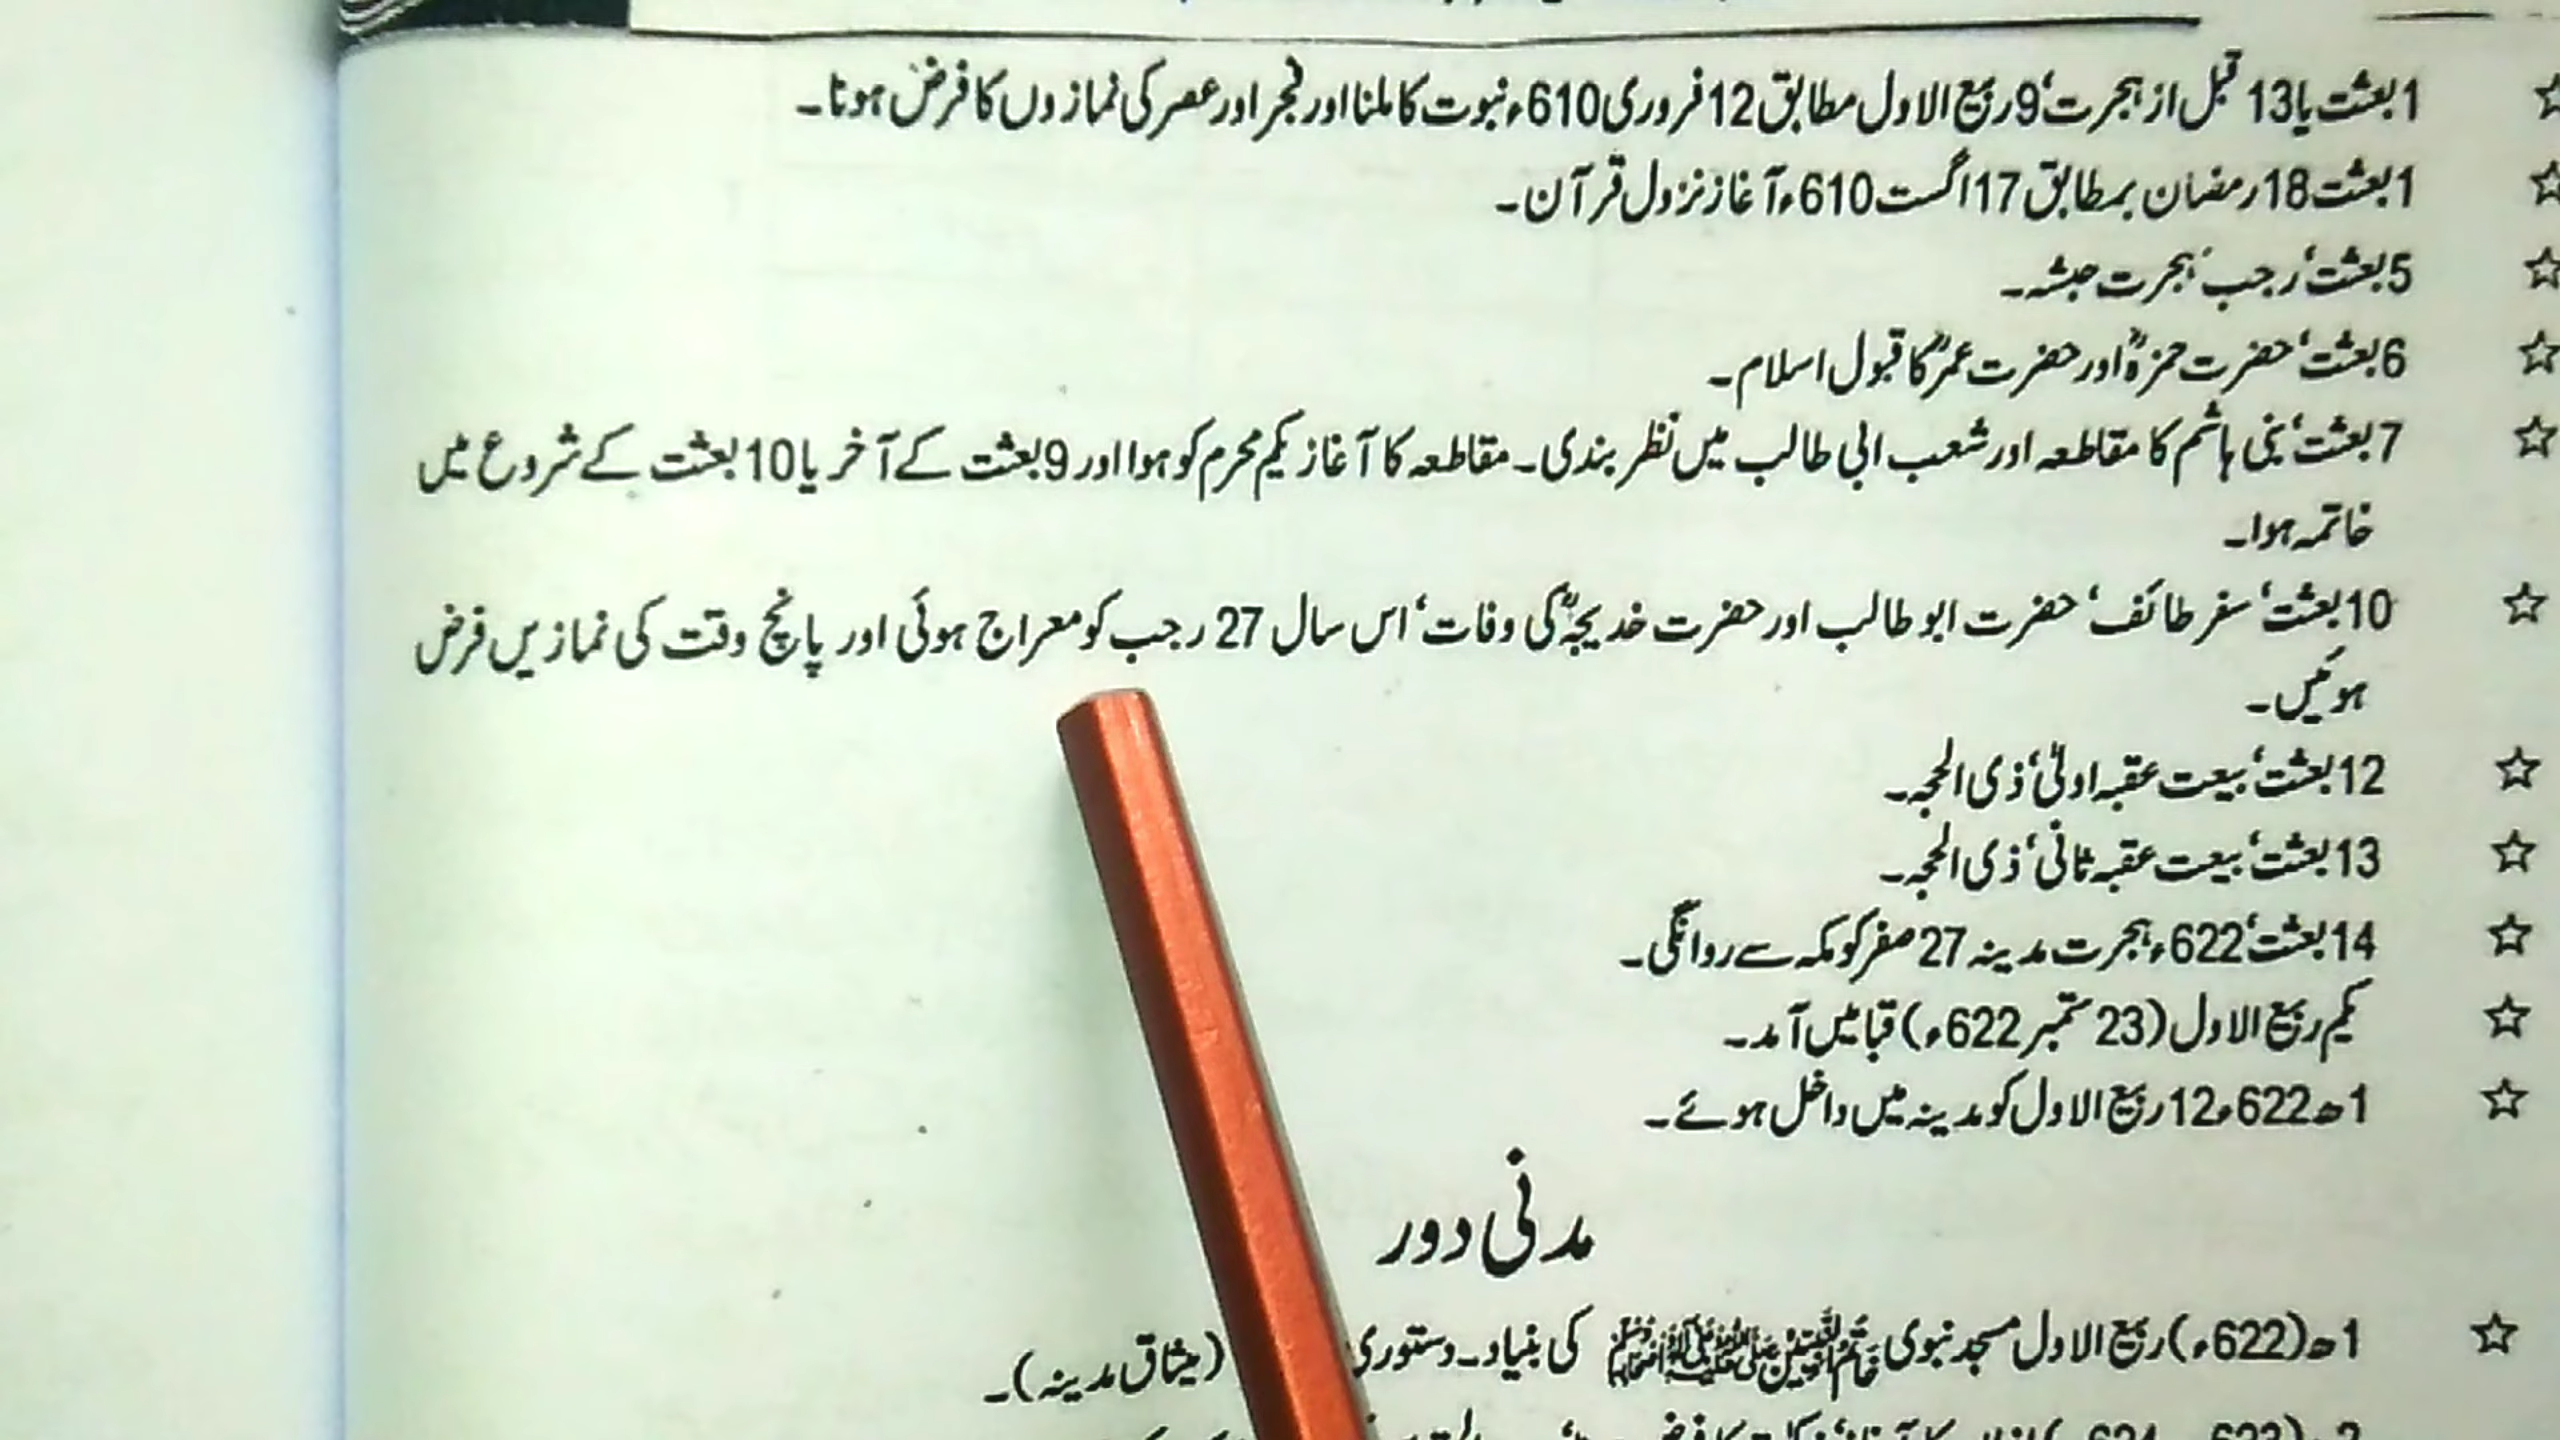 ☆ 1 بعثت یا 13 قبل از ہجرت‘ 9 ربیع الاول مطابق 12 فروری 610ء نبوت کا ملنا اور فجر اور عصر کی نمازوں کا فرض ہونا۔
☆ 1 بعثت 18 رمضان بمطابق 17 اگست 610ء آغاز نزول قرآن۔
☆ 5 بعثت‘ رجب‘ ہجرت حبشہ۔
☆ 6 بعثت‘ حضرت حمزہؓ اور حضرت عمرؓ کا قبول اسلام۔
☆ 7 بعثت‘ بنی ہاشم کا مقاطعہ اور شعب ابی طالب میں نظر بندی۔ مقاطعہ کا آغاز یکم محرم کو ہوا اور 9 بعثت کے آخر یا 10 بعثت کے شروع میں
خاتمہ ہوا۔
☆ 10 بعثت‘ سفر طائف‘ حضرت ابو طالب اور حضرت خدیجہؓ کی وفات‘ اس سال 27 رجب کو معراج ہوئی اور پانچ وقت کی نمازیں فرض
ہوئیں۔
☆ 12 بعثت‘ بیعت عقبہ اولیٰ‘ ذی الحجہ۔
☆ 13 بعثت‘ بیعت عقبہ ثانی‘ ذی الحجہ۔
☆ 14 بعثت‘ 622ء ہجرت مدینہ 27 صفر کو مکہ سے روانگی۔
☆ یکم ربیع الاول (23 ستمبر 622ء) قبا میں آمد۔
☆ 1ھ 622ء 12 ربیع الاول کو مدینہ میں داخل ہوئے۔
مدنی دور
☆ 1ھ (622ء) ربیع الاول مسجد نبوی کی بنیاد۔ دستوری (میثاق مدینہ)۔